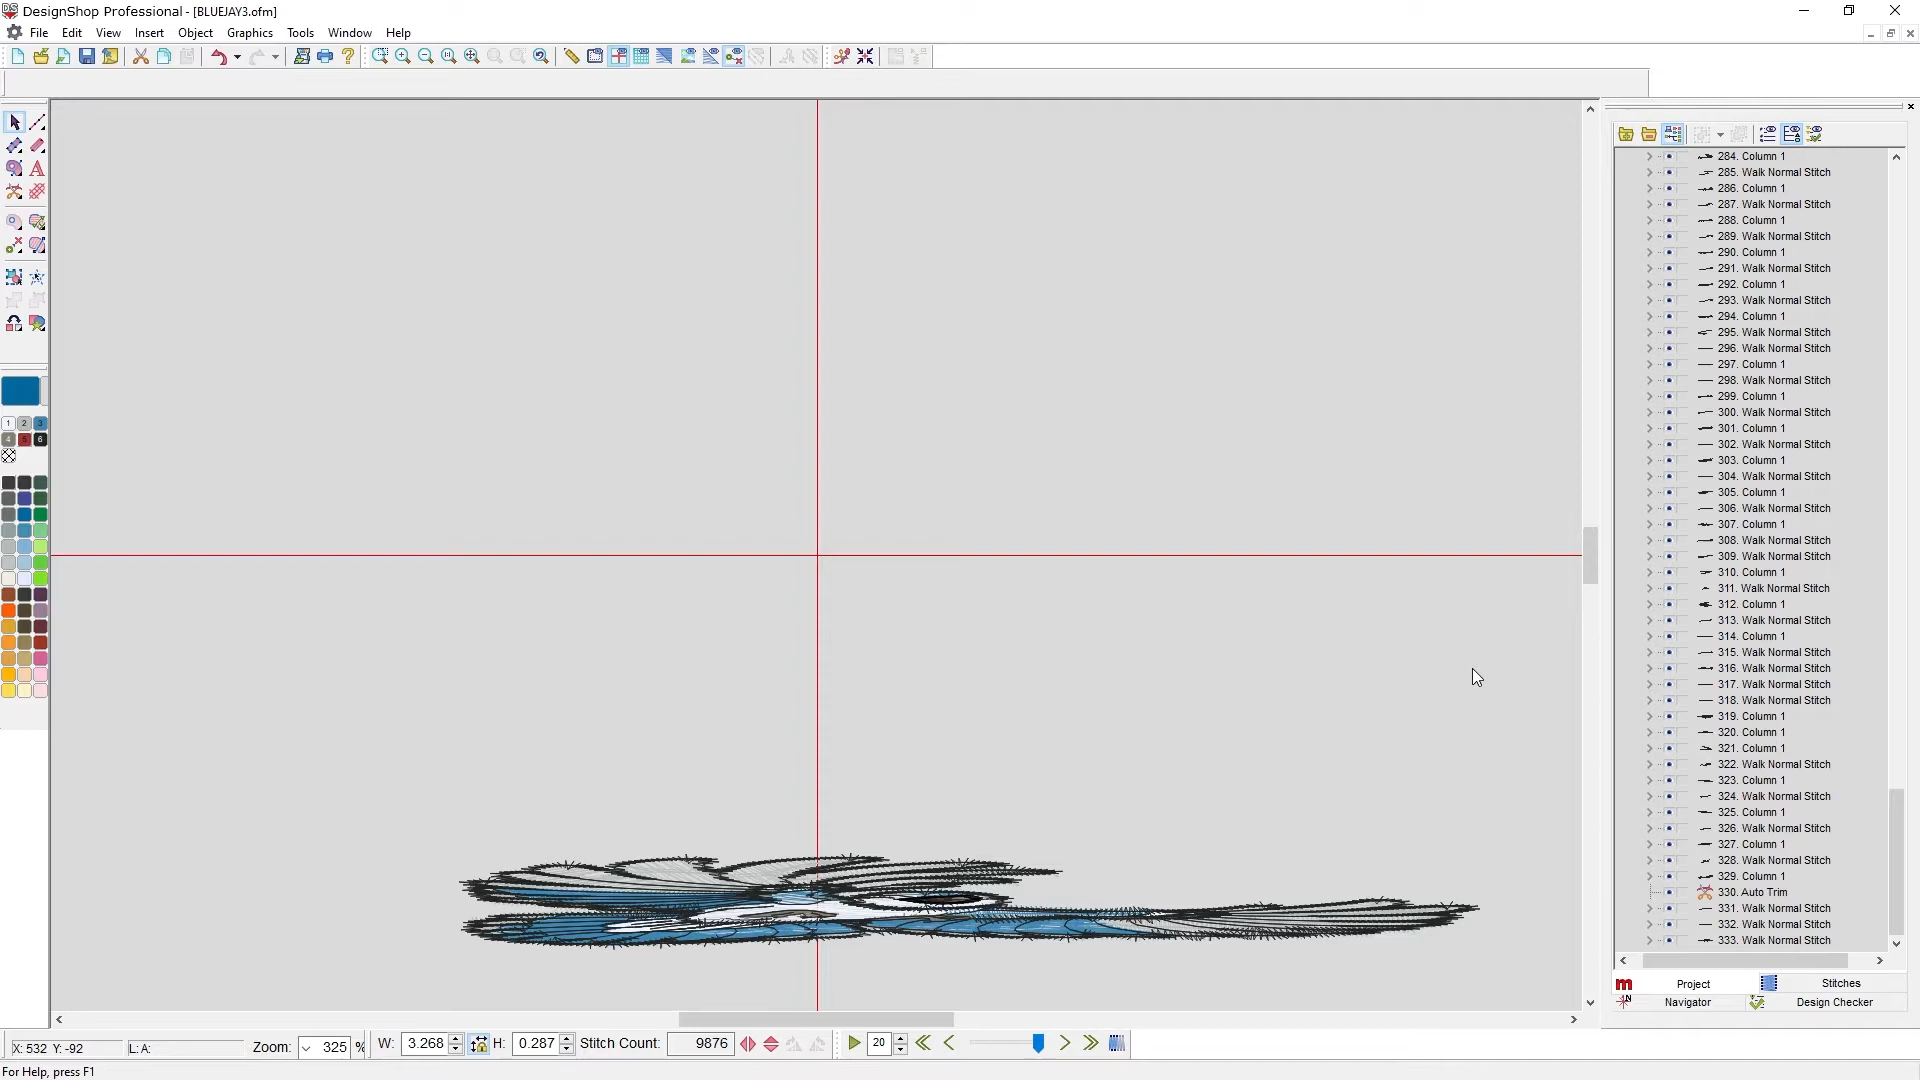 DesignShop Professional - [BLUEJAY3.ofm]
File Edit View Insert Object Graphics Tools Window Help
1 2 3
4 5 6
284. Column 1
285. Walk Normal Stitch
286. Column 1
287. Walk Normal Stitch
288. Column 1
289. Walk Normal Stitch
290. Column 1
291. Walk Normal Stitch
292. Column 1
293. Walk Normal Stitch
294. Column 1
295. Walk Normal Stitch
296. Walk Normal Stitch
297. Column 1
298. Walk Normal Stitch
299. Column 1
300. Walk Normal Stitch
301. Column 1
302. Walk Normal Stitch
303. Column 1
304. Walk Normal Stitch
305. Column 1
306. Walk Normal Stitch
307. Column 1
308. Walk Normal Stitch
309. Walk Normal Stitch
310. Column 1
311. Walk Normal Stitch
312. Column 1
313. Walk Normal Stitch
314. Column 1
315. Walk Normal Stitch
316. Walk Normal Stitch
317. Walk Normal Stitch
318. Walk Normal Stitch
319. Column 1
320. Column 1
321. Column 1
322. Walk Normal Stitch
323. Column 1
324. Walk Normal Stitch
325. Column 1
326. Walk Normal Stitch
327. Column 1
328. Walk Normal Stitch
329. Column 1
330. Auto Trim
331. Walk Normal Stitch
332. Walk Normal Stitch
333. Walk Normal Stitch
Project Stitches
Navigator Design Checker
X: 532 Y: -92 L: A: Zoom: 325 % W: 3.268 H: 0.287 Stitch Count: 9876 20
For Help, press F1